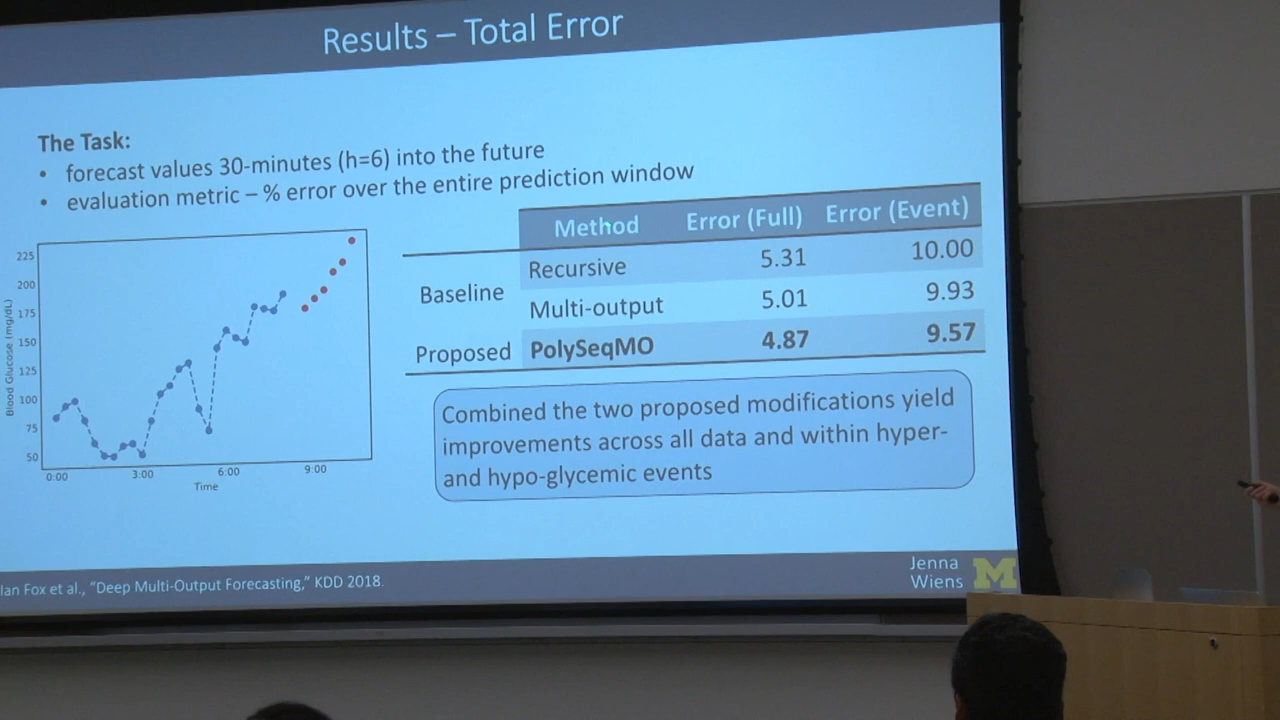 Results – Total Error
The Task:
• forecast values 30-minutes (h=6) into the future
• evaluation metric – % error over the entire prediction window
Method Error (Full) Error (Event)
Baseline
Recursive 5.31 10.00
Multi-output 5.01 9.93
Proposed PolySeqMO 4.87 9.57
225
200
175
150
125
100
75
50
Blood Glucose (mg/dL)
0:00 3:00 6:00 9:00
Time
Combined the two proposed modifications yield
improvements across all data and within hyper-
and hypo-glycemic events
Ian Fox et al., “Deep Multi-Output Forecasting,” KDD 2018.
Jenna
Wiens
M